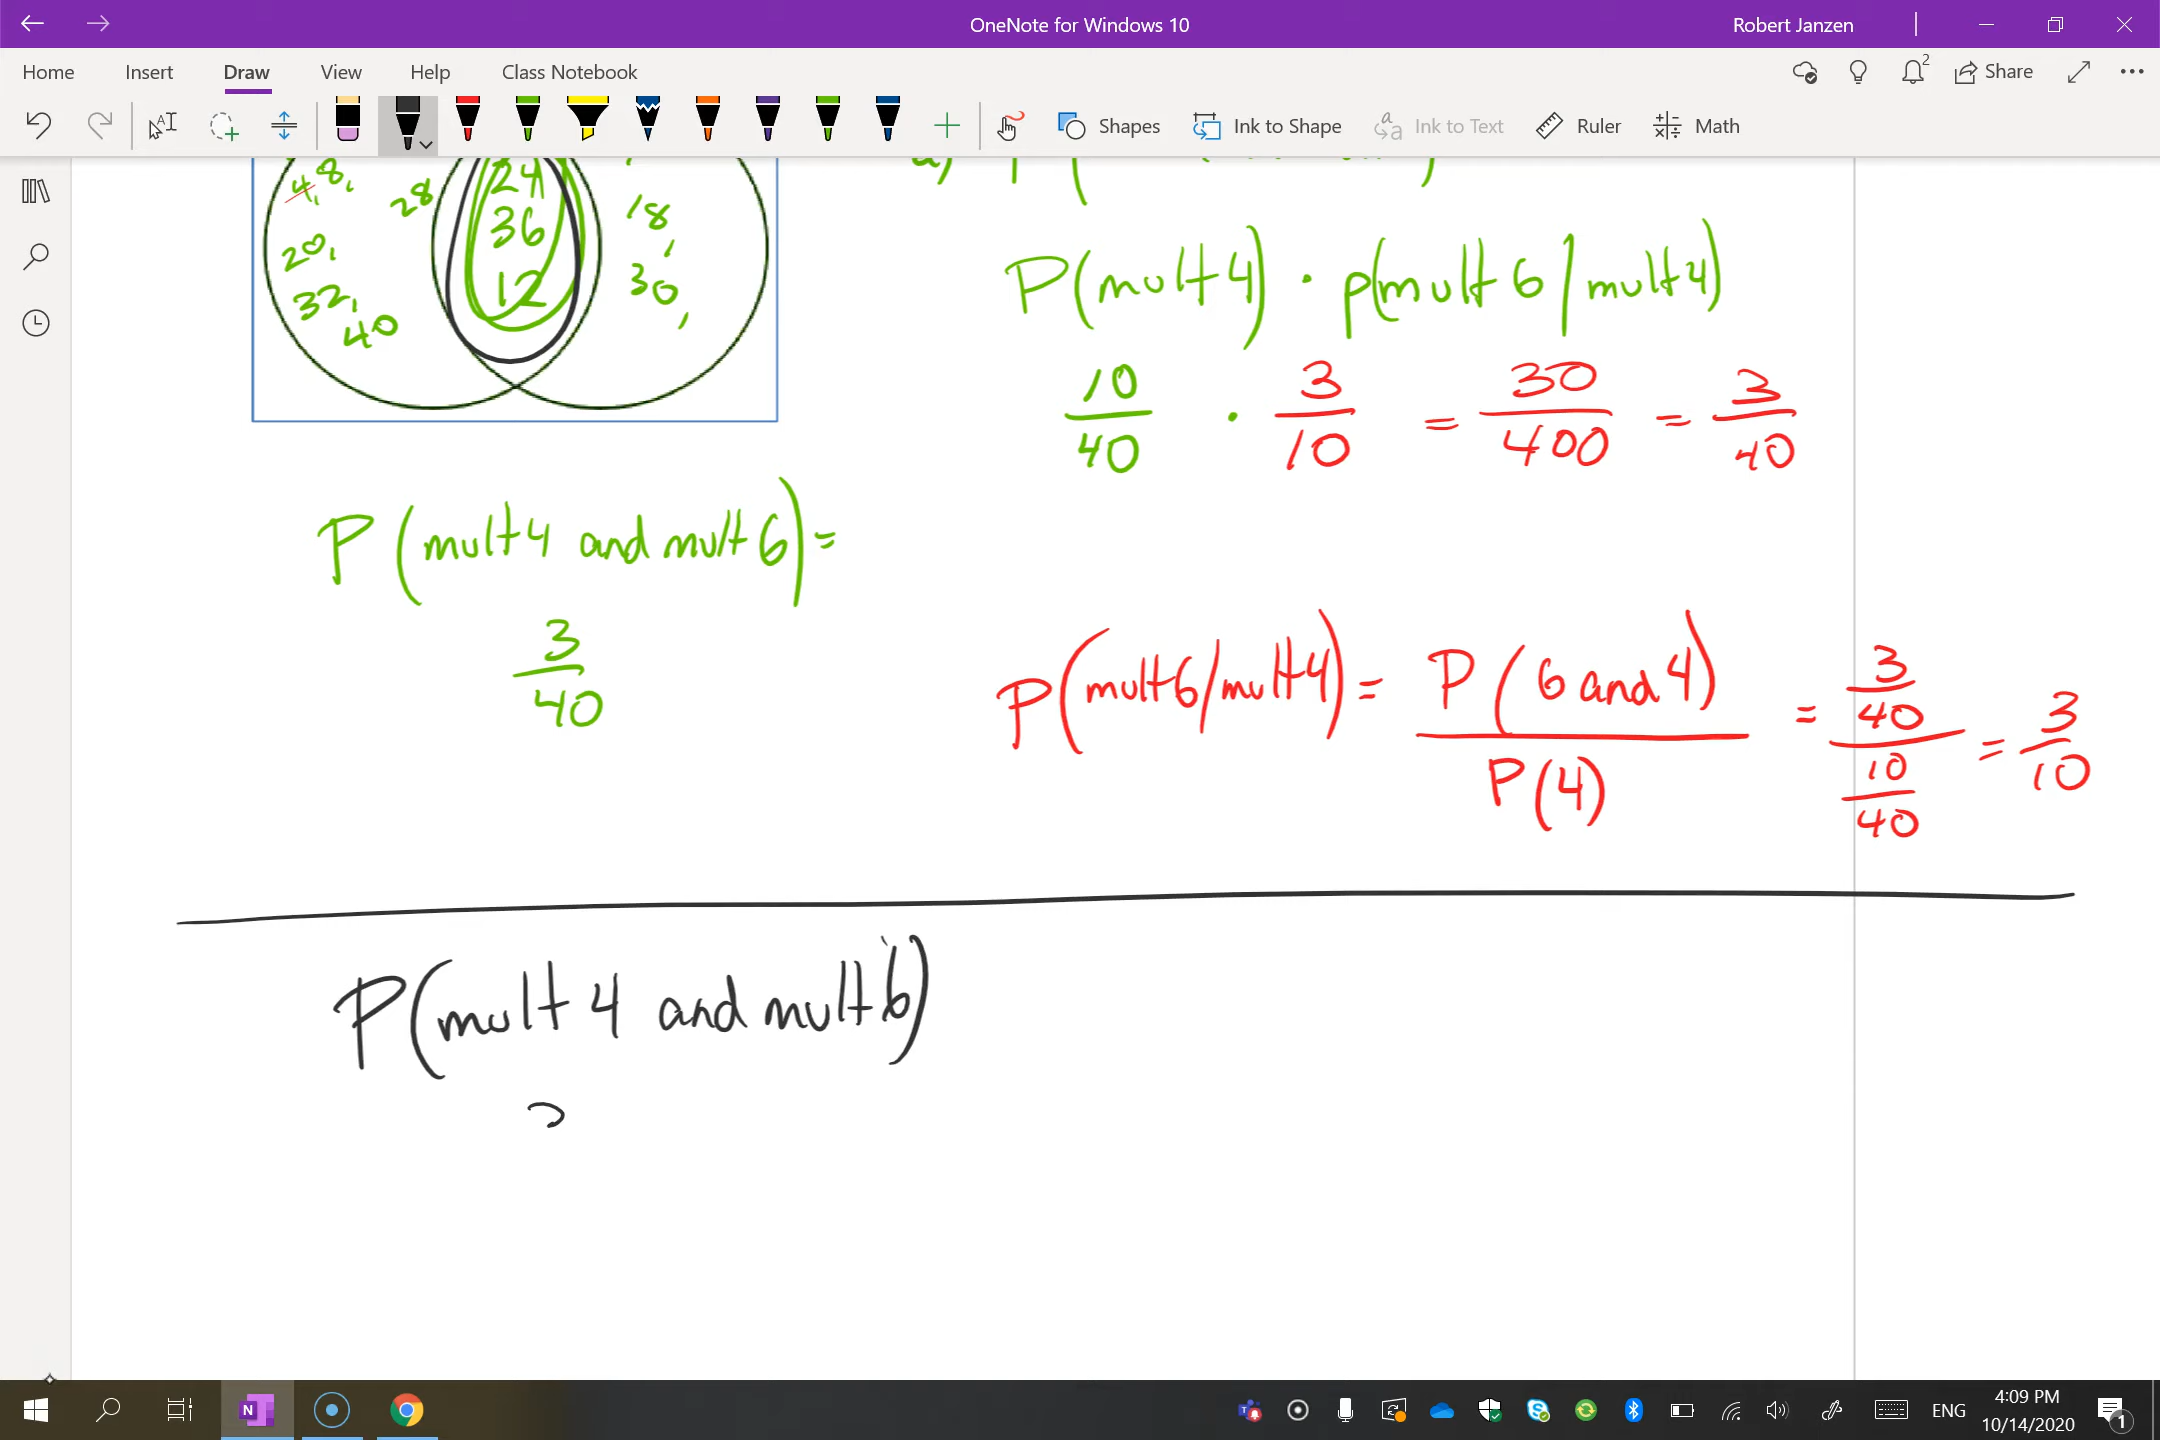 OneNote for Windows 10
Robert Janzen
Home Insert Draw View Help Class Notebook
2 Share
Shapes Ink to Shape Ink to Text Ruler Math
4, 8,
28
20,
32,
40
24
36
12
18,
30,
P(mult 4) · P(mult 6 / mult 4)
10/40 · 3/10 = 30/400 = 3/40
P(mult 4 and mult 6) =
3/40
P(mult 6 / mult 4) = P(6 and 4) / P(4) = 3/40 / 10/40 = 3/10
P(mult 4 and mult 6)
ENG
4:09 PM
10/14/2020
1